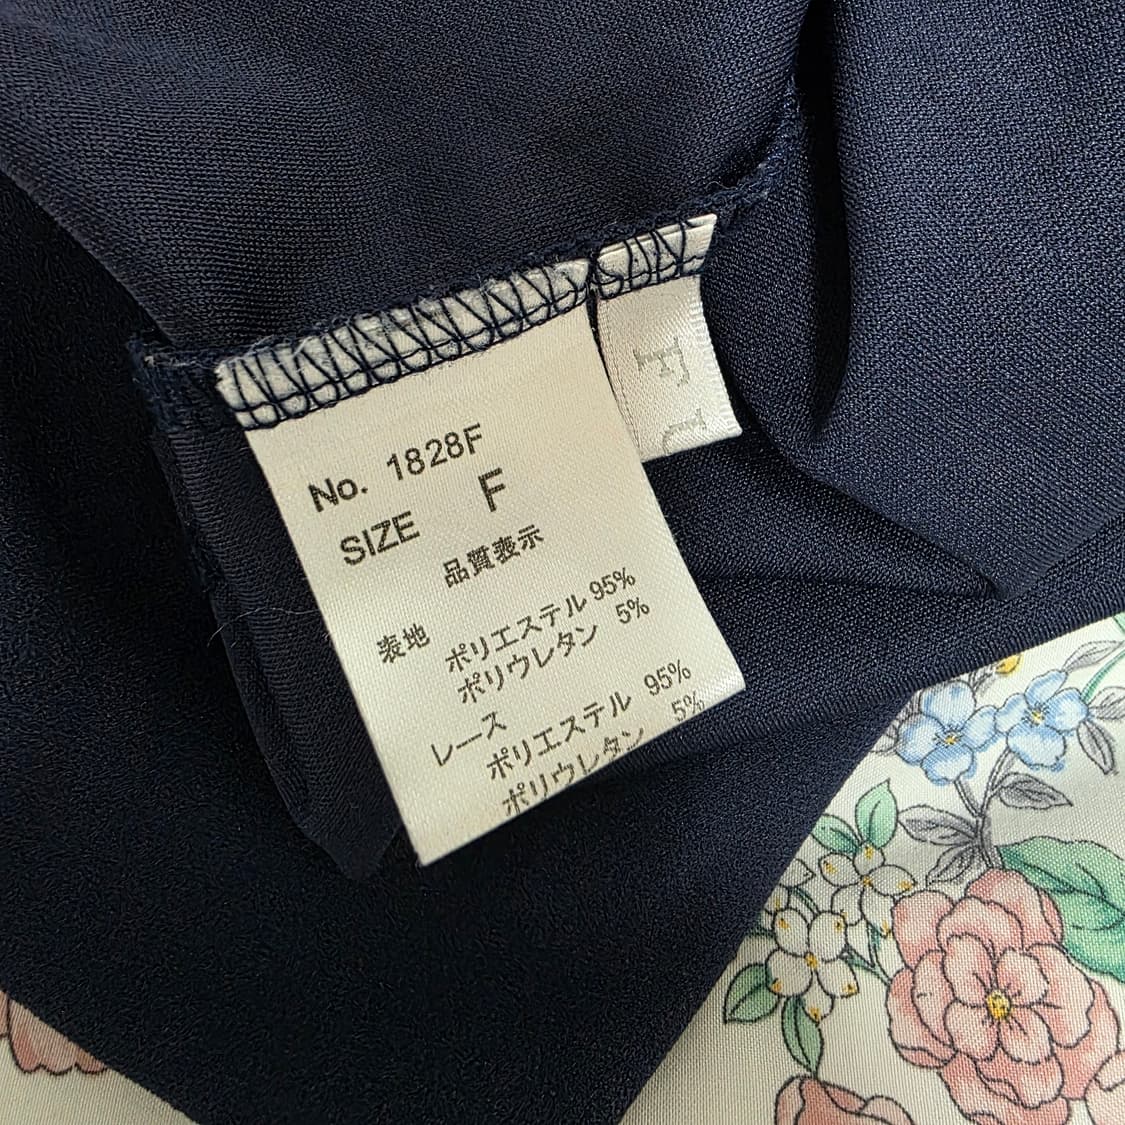 No. 1828F
SIZE F
品質表示
表地
ポリエステル 95%
ポリウレタン 5%
レース
ポリエステル 95%
ポリウレタン 5%
F